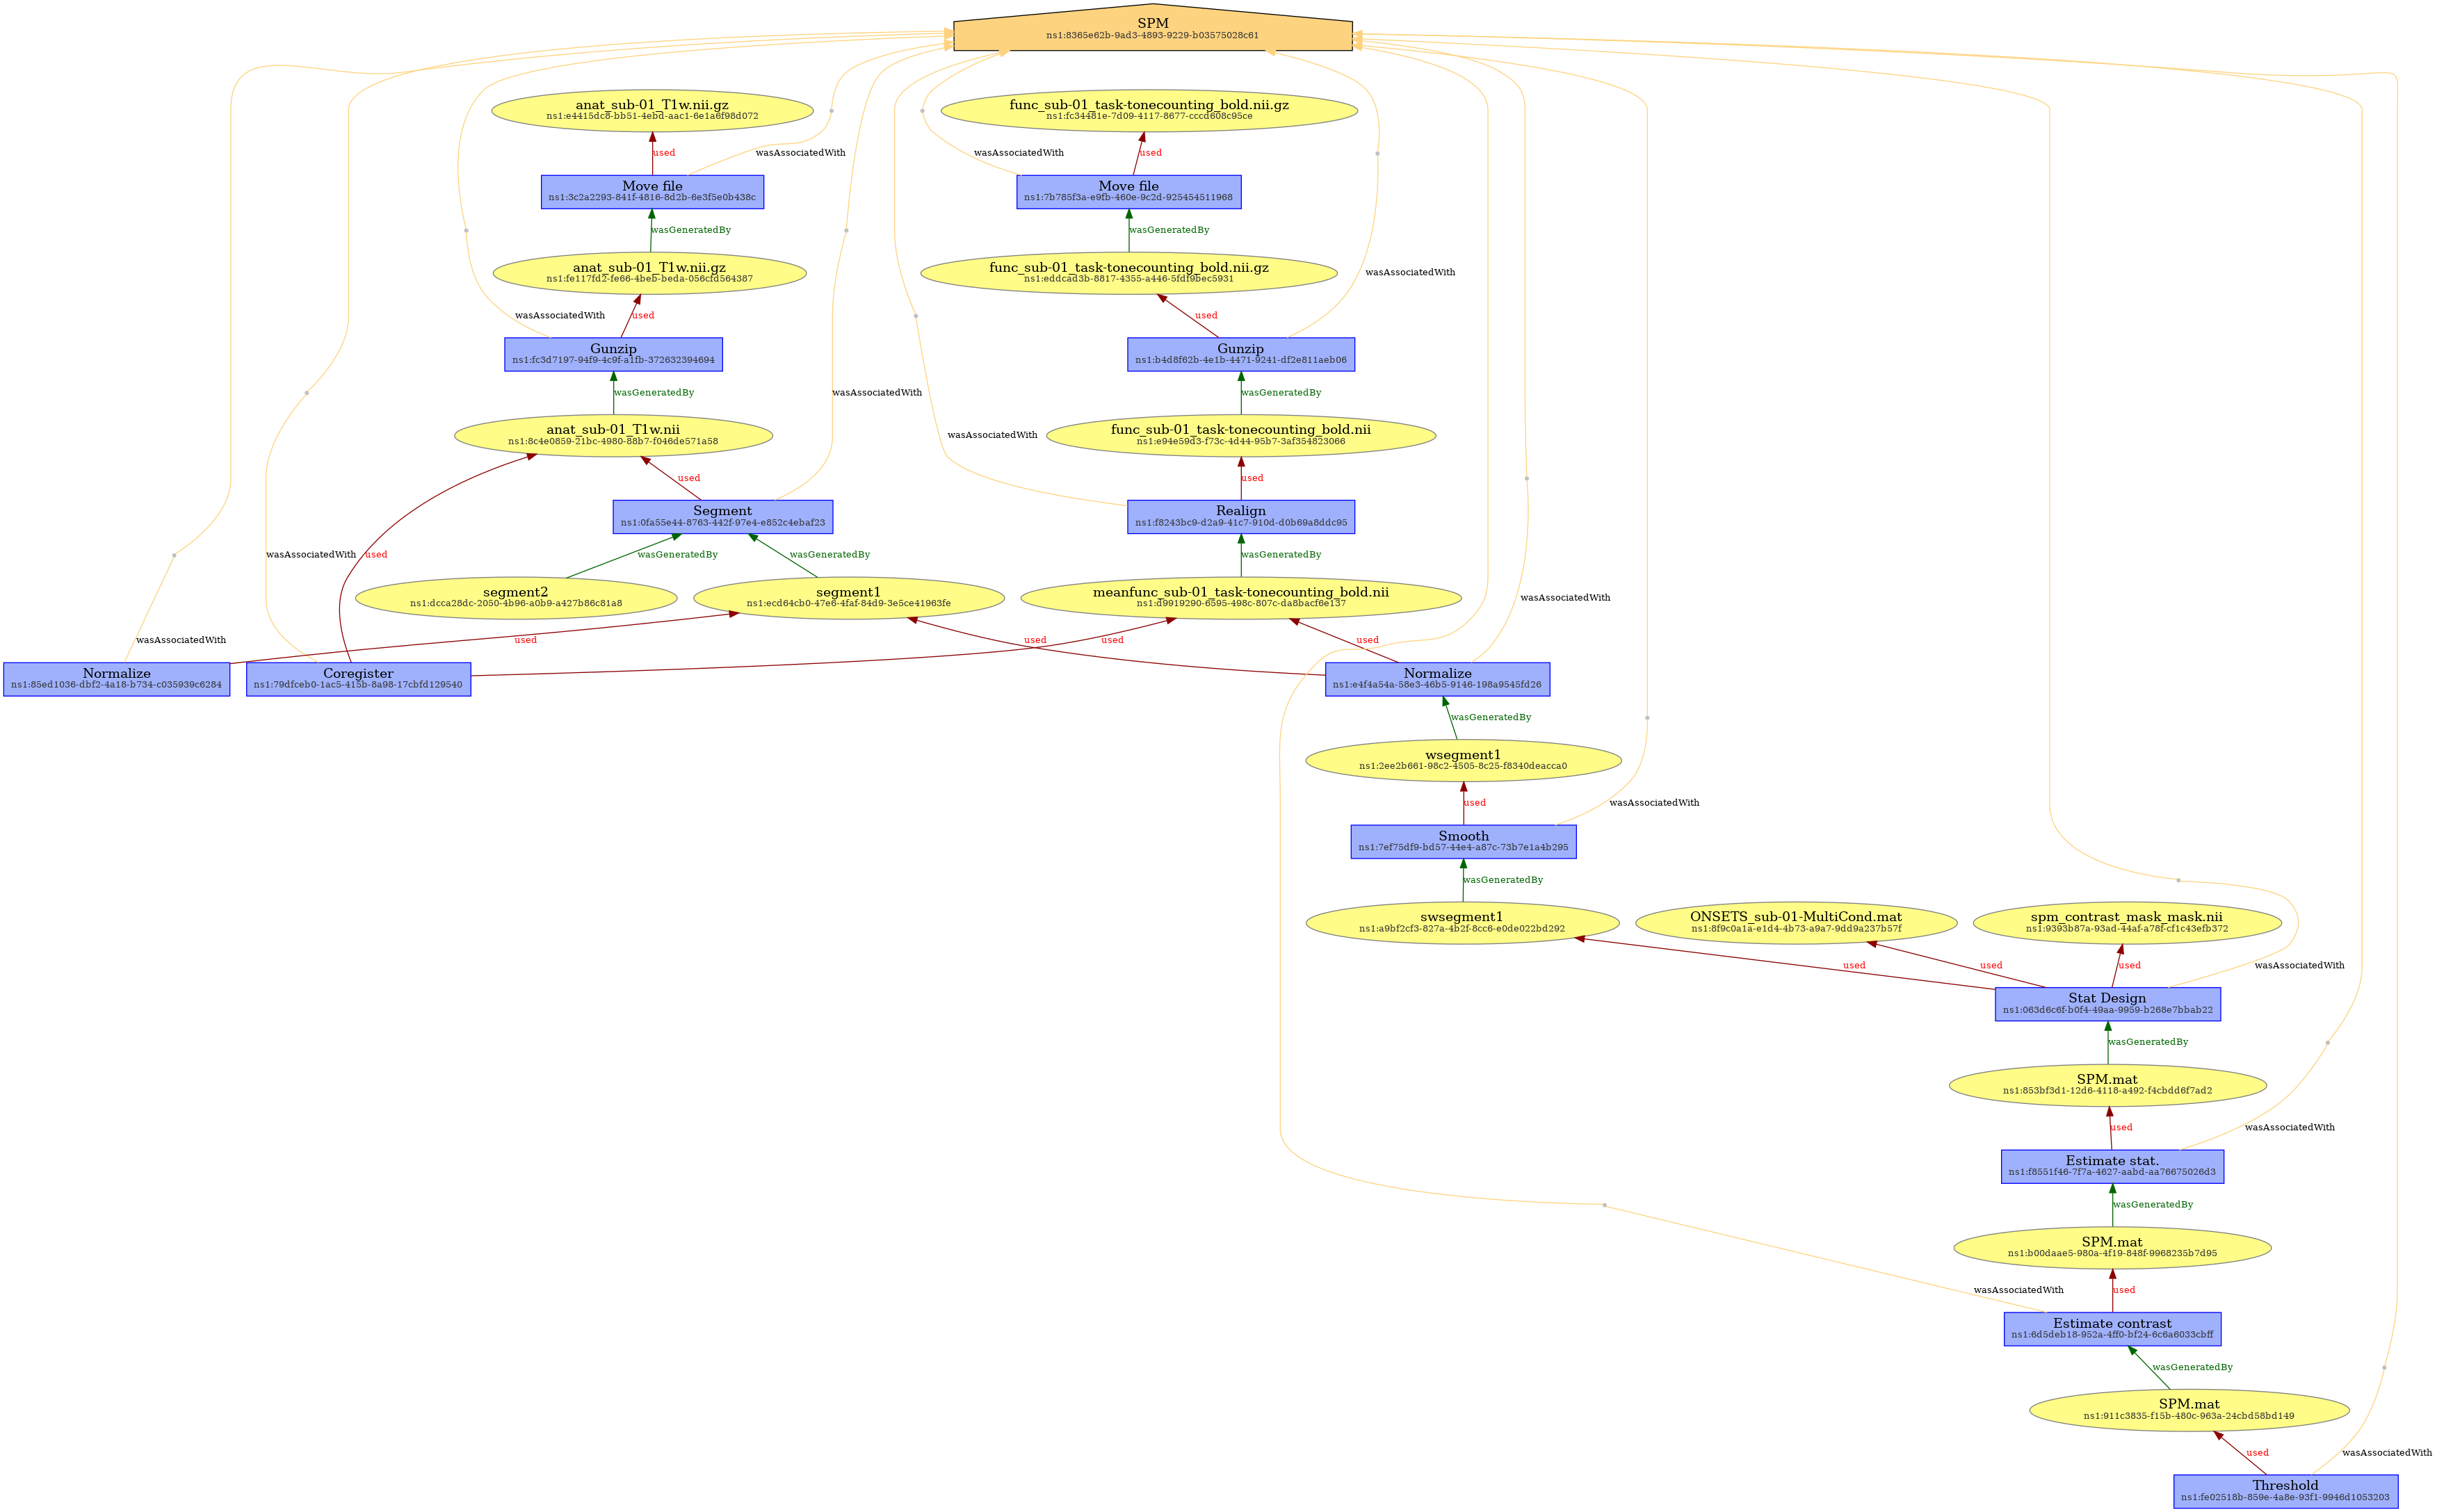 SPM
ns1:8365e62b-9ad3-4893-9229-b03575028c61
anat_sub-01_T1w.nii.gz
ns1:e4415dc8-bb51-4ebd-aac1-6e1a6f98d072
func_sub-01_task-tonecounting_bold.nii.gz
ns1:fc34481e-7d09-4117-8677-cccd608c95ce
used
wasAssociatedWith
wasAssociatedWith
used
Move file
ns1:3c2a2293-841f-4816-8d2b-6e3f5e0b438c
Move file
ns1:7b785f3a-e9fb-460e-9c2d-925454511968
wasGeneratedBy
wasGeneratedBy
anat_sub-01_T1w.nii.gz
ns1:fe117fd2-fe66-4beb-beda-056cfd564387
func_sub-01_task-tonecounting_bold.nii.gz
ns1:eddcad3b-8817-4355-a446-5fdf9bec5931
wasAssociatedWith
wasAssociatedWith
used
used
Gunzip
ns1:fc3d7197-94f9-4c9f-a1fb-372632394694
Gunzip
ns1:b4d8f62b-4e1b-4471-9241-df2e811aeb06
wasGeneratedBy
wasAssociatedWith
wasGeneratedBy
anat_sub-01_T1w.nii
ns1:8c4e0859-21bc-4980-88b7-f046de571a58
wasAssociatedWith
func_sub-01_task-tonecounting_bold.nii
ns1:e94e59d3-f73c-4d44-95b7-3af354823066
used
used
Segment
ns1:0fa55e44-8763-442f-97e4-e852c4ebaf23
Realign
ns1:f8243bc9-d2a9-41c7-910d-d0b69a8ddc95
wasAssociatedWith
used
wasGeneratedBy
wasGeneratedBy
wasGeneratedBy
segment2
ns1:dcca28dc-2050-4b96-a0b9-a427b86c81a8
segment1
ns1:ecd64cb0-47e6-4faf-84d9-3e5ce41963fe
meanfunc_sub-01_task-tonecounting_bold.nii
ns1:d9919290-6595-498c-807c-da8bacf6e137
wasAssociatedWith
wasAssociatedWith
used
used
used
used
Normalize
ns1:85ed1036-dbf2-4a18-b734-c035939c6284
Coregister
ns1:79dfceb0-1ac5-415b-8a98-17cbfd129540
Normalize
ns1:e4f4a54a-58e3-46b5-9146-198a9545fd26
wasGeneratedBy
wsegment1
ns1:2ee2b661-98c2-4505-8c25-f8340deacca0
used
wasAssociatedWith
Smooth
ns1:7ef75df9-bd57-44e4-a87c-73b7e1a4b295
wasGeneratedBy
swsegment1
ns1:a9bf2cf3-827a-4b2f-8cc6-e0de022bd292
ONSETS_sub-01-MultiCond.mat
ns1:8f9c0a1a-e1d4-4b73-a9a7-9dd9a237b57f
spm_contrast_mask_mask.nii
ns1:9393b87a-93ad-44af-a78f-cf1c43efb372
used
used
used
wasAssociatedWith
Stat Design
ns1:063d6c6f-b0f4-49aa-9959-b268e7bbab22
wasGeneratedBy
SPM.mat
ns1:853bf3d1-12d6-4118-a492-f4cbdd6f7ad2
used
wasAssociatedWith
Estimate stat.
ns1:f8551f46-7f7a-4627-aabd-aa76675026d3
wasGeneratedBy
SPM.mat
ns1:b00daae5-980a-4f19-848f-9968235b7d95
wasAssociatedWith
used
Estimate contrast
ns1:6d5deb18-952a-4ff0-bf24-6c6a6033cbff
wasGeneratedBy
SPM.mat
ns1:911c3835-f15b-480c-963a-24cbd58bd149
used
wasAssociatedWith
Threshold
ns1:fe02518b-859e-4a8e-93f1-9946d1053203